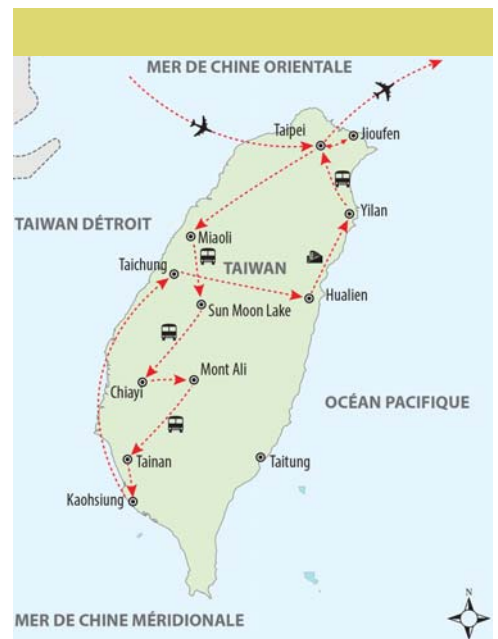 MER DE CHINE ORIENTALE
Taipei
Jioufen
Yilan
TAIWAN DÉTROIT
Miaoli
Taichung
TAIWAN
Hualien
Sun Moon Lake
Mont Ali
Chiayi
OCÉAN PACIFIQUE
Tainan
Taitung
Kaohsiung
N
MER DE CHINE MÉRIDIONALE